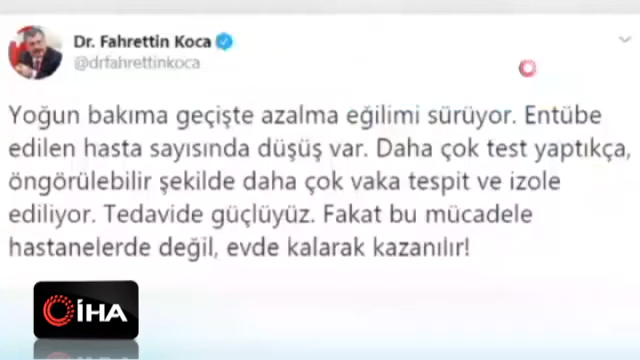 Dr. Fahrettin Koca
@drfahrettinkoca
Yoğun bakıma geçişte azalma eğilimi sürüyor. Entübe
edilen hasta sayısında düşüş var. Daha çok test yaptıkça,
öngörülebilir şekilde daha çok vaka tespit ve izole
ediliyor. Tedavide güçlüyüz. Fakat bu mücadele
hastanelerde değil, evde kalarak kazanılır!
İHA